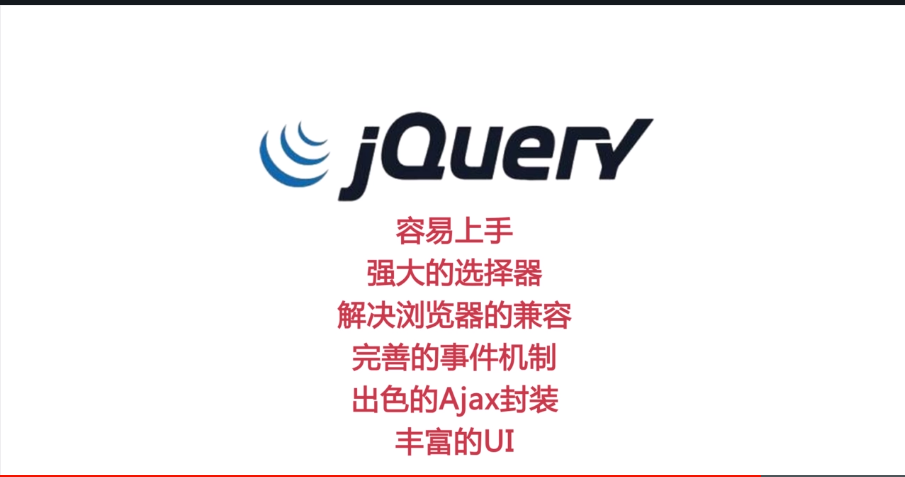 jQuery
容易上手
强大的选择器
解决浏览器的兼容
完善的事件机制
出色的Ajax封装
丰富的UI